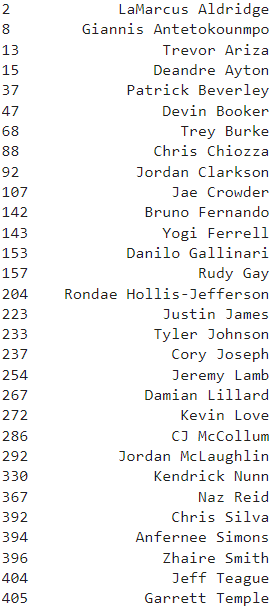 2 LaMarcus Aldridge
8 Giannis Antetokounmpo
13 Trevor Ariza
15 Deandre Ayton
37 Patrick Beverley
47 Devin Booker
68 Trey Burke
88 Chris Chiozza
92 Jordan Clarkson
107 Jae Crowder
142 Bruno Fernando
143 Yogi Ferrell
153 Danilo Gallinari
157 Rudy Gay
204 Rondae Hollis-Jefferson
223 Justin James
233 Tyler Johnson
237 Cory Joseph
254 Jeremy Lamb
267 Damian Lillard
272 Kevin Love
286 CJ McCollum
292 Jordan McLaughlin
330 Kendrick Nunn
367 Naz Reid
392 Chris Silva
394 Anfernee Simons
396 Zhaire Smith
404 Jeff Teague
405 Garrett Temple